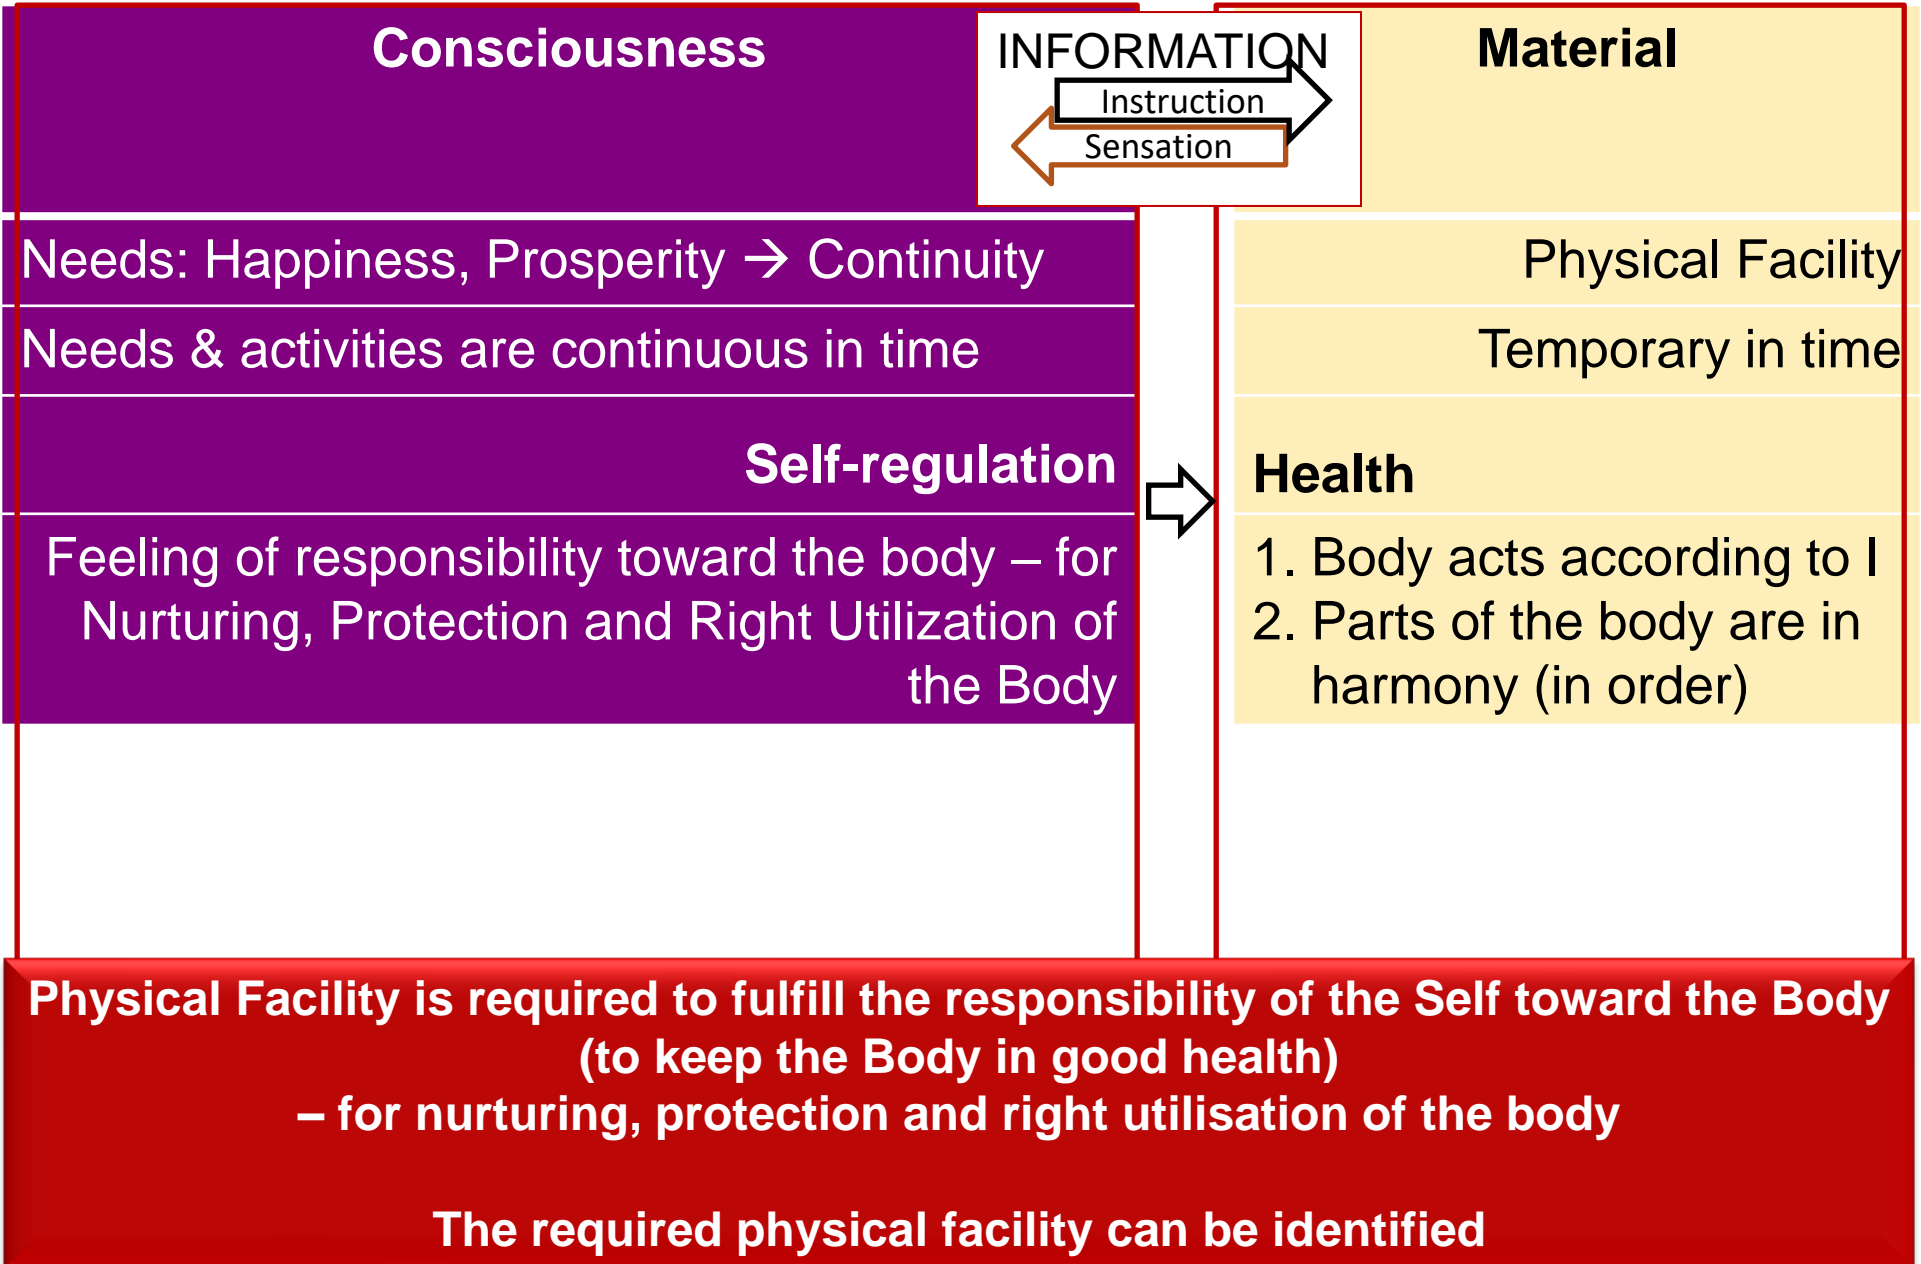 Consciousness
INFORMATION
Instruction
Sensation
Material
Needs: Happiness, Prosperity → Continuity
Physical Facility
Needs & activities are continuous in time
Temporary in time
Self-regulation
Health
Feeling of responsibility toward the body – for
Nurturing, Protection and Right Utilization of
the Body
1. Body acts according to I
2. Parts of the body are in
harmony (in order)
Physical Facility is required to fulfill the responsibility of the Self toward the Body
(to keep the Body in good health)
– for nurturing, protection and right utilisation of the body
The required physical facility can be identified